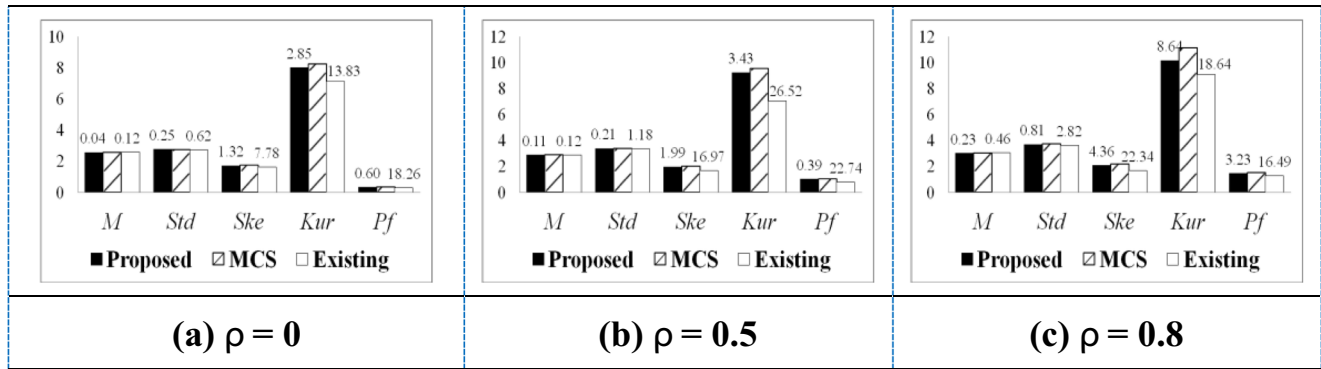 10
8
6
4
2
0
0.04 0.12 0.25 0.62 1.32 7.78 2.85 13.83 0.60 18.26
M Std Ske Kur Pf
Proposed MCS Existing
12
10
8
6
4
2
0
0.11 0.12 0.21 1.18 1.99 16.97 3.43 26.52 0.39 22.74
M Std Ske Kur Pf
Proposed MCS Existing
12
10
8
6
4
2
0
0.23 0.46 0.81 2.82 4.36 22.34 8.64 18.64 3.23 16.49
M Std Ske Kur Pf
Proposed MCS Existing
(a) ρ = 0
(b) ρ = 0.5
(c) ρ = 0.8